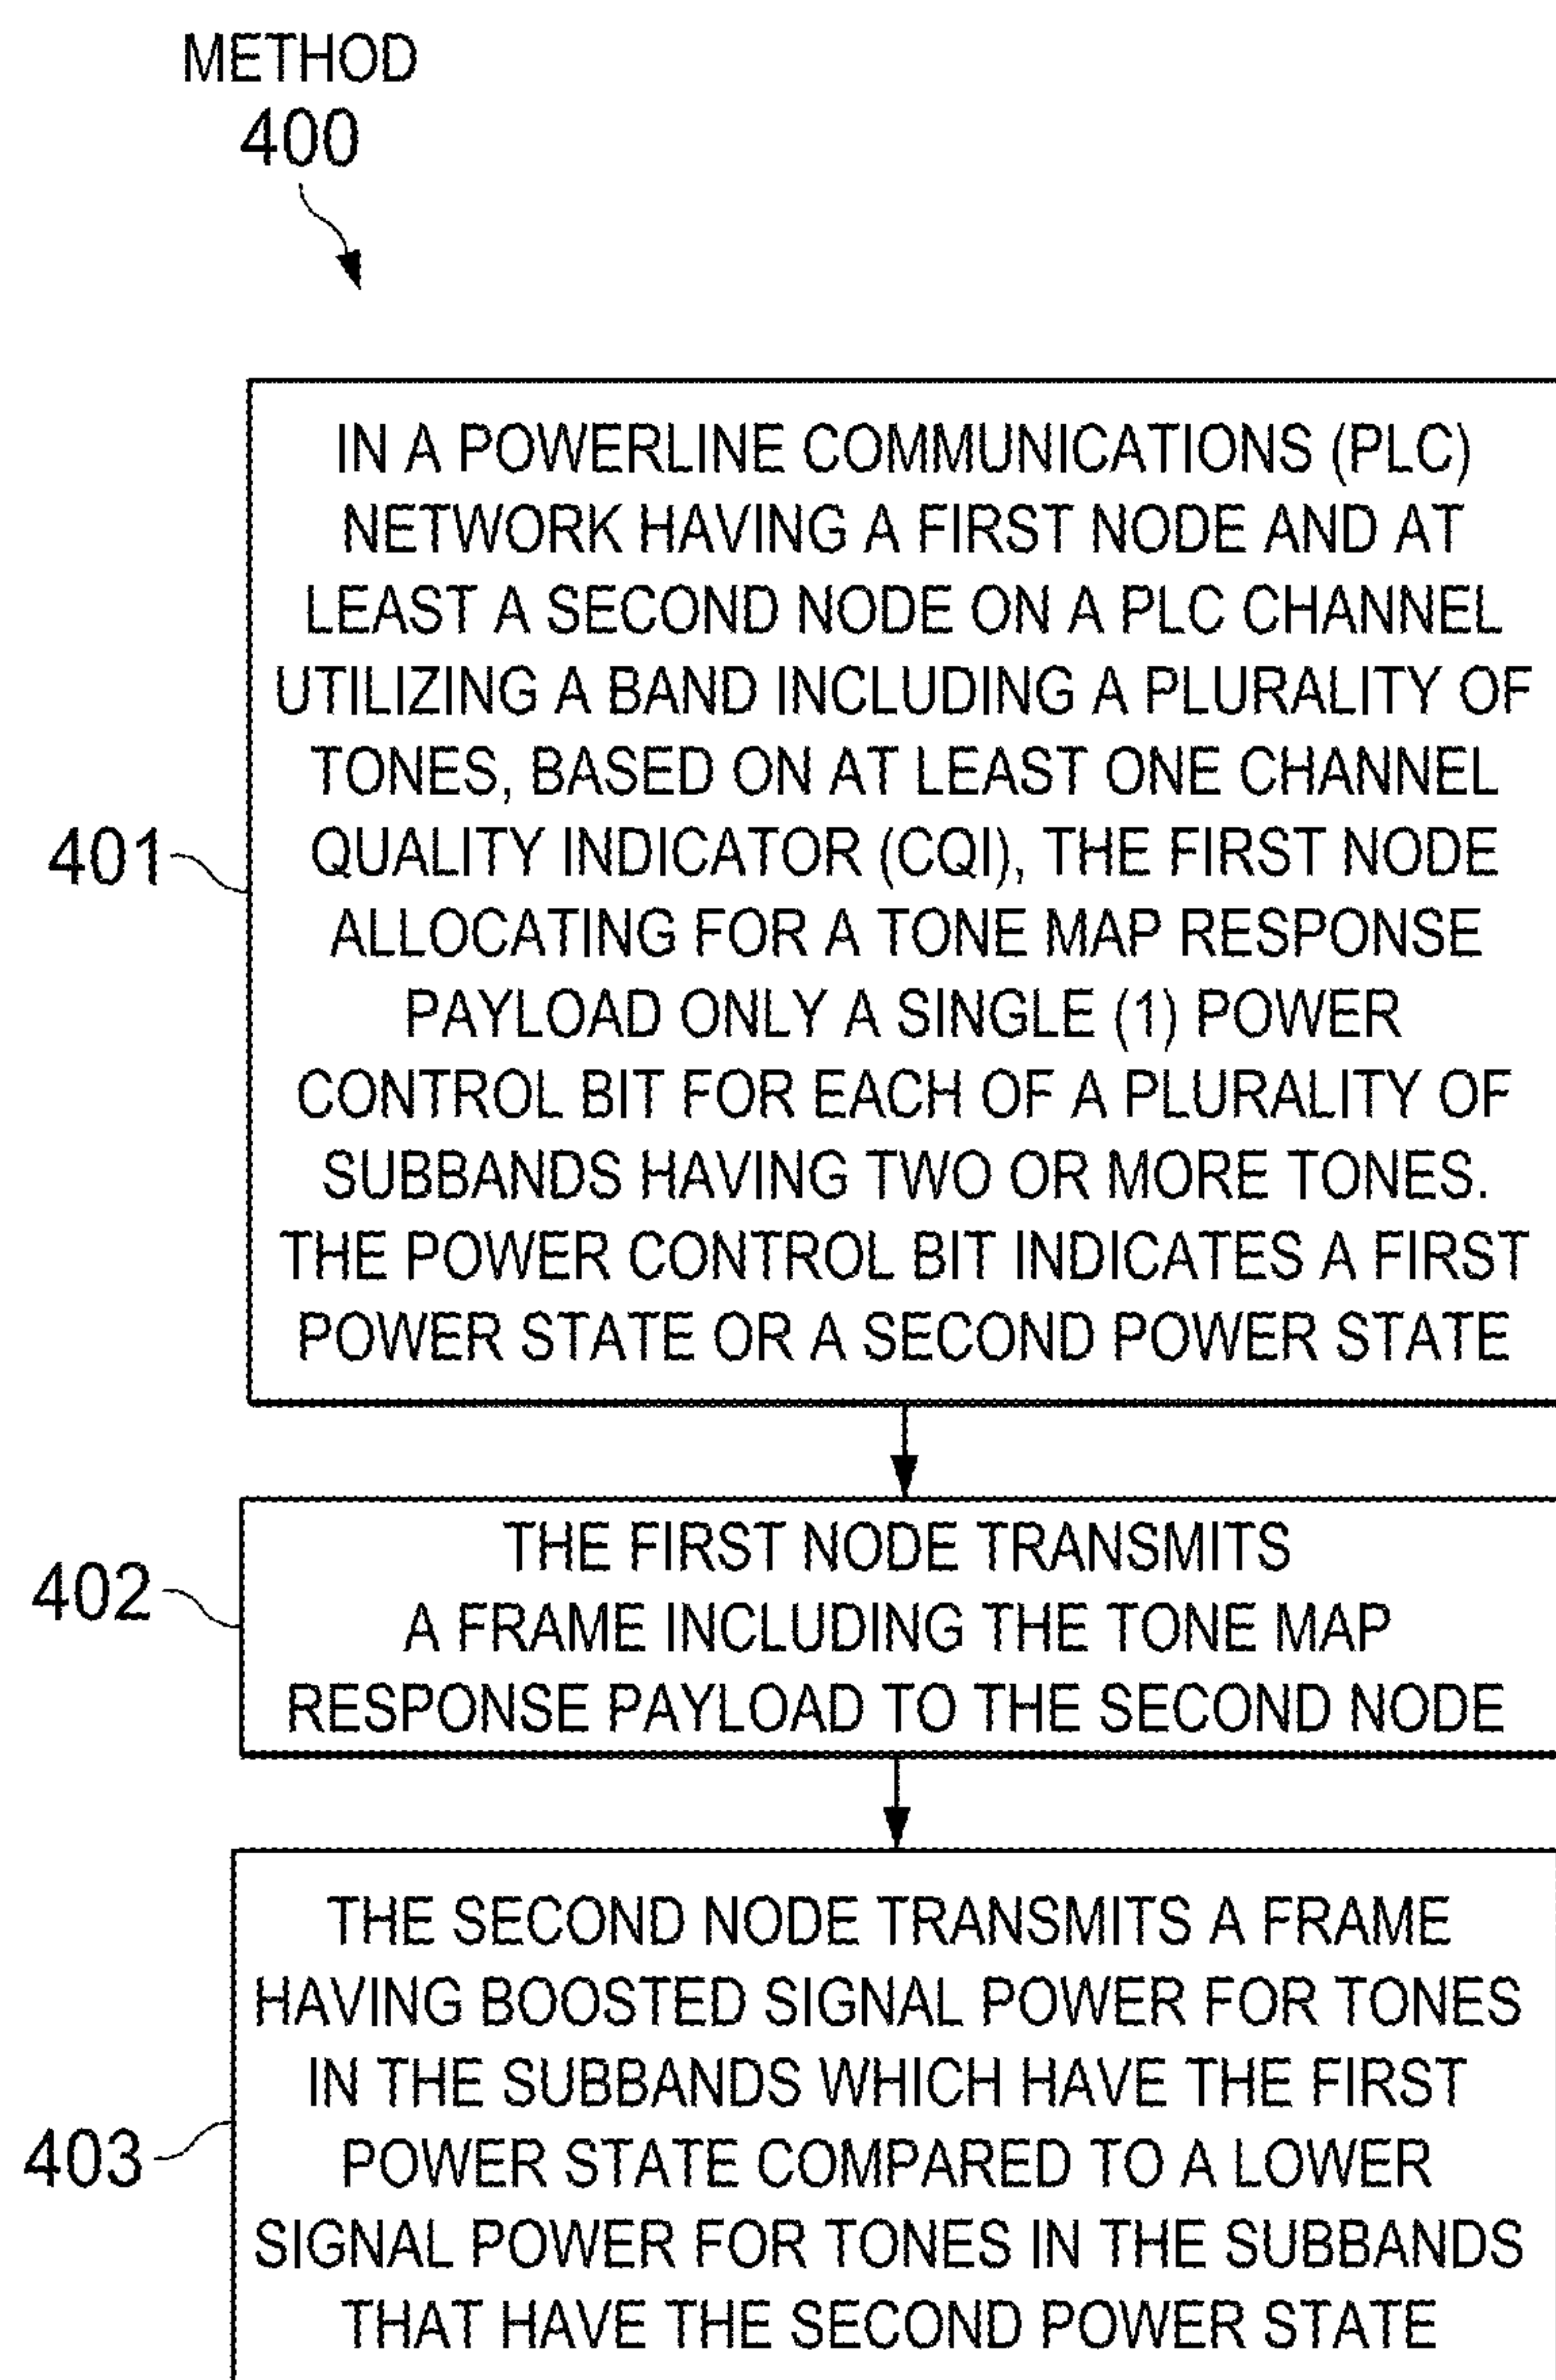 METHOD
400
IN A POWERLINE COMMUNICATIONS (PLC)
NETWORK HAVING A FIRST NODE AND AT
LEAST A SECOND NODE ON A PLC CHANNEL
UTILIZING A BAND INCLUDING A PLURALITY OF
TONES, BASED ON AT LEAST ONE CHANNEL
QUALITY INDICATOR (CQI), THE FIRST NODE
ALLOCATING FOR A TONE MAP RESPONSE
PAYLOAD ONLY A SINGLE (1) POWER
CONTROL BIT FOR EACH OF A PLURALITY OF
SUBBANDS HAVING TWO OR MORE TONES.
THE POWER CONTROL BIT INDICATES A FIRST
POWER STATE OR A SECOND POWER STATE
401
THE FIRST NODE TRANSMITS
A FRAME INCLUDING THE TONE MAP
RESPONSE PAYLOAD TO THE SECOND NODE
402
THE SECOND NODE TRANSMITS A FRAME
HAVING BOOSTED SIGNAL POWER FOR TONES
IN THE SUBBANDS WHICH HAVE THE FIRST
POWER STATE COMPARED TO A LOWER
SIGNAL POWER FOR TONES IN THE SUBBANDS
THAT HAVE THE SECOND POWER STATE
403